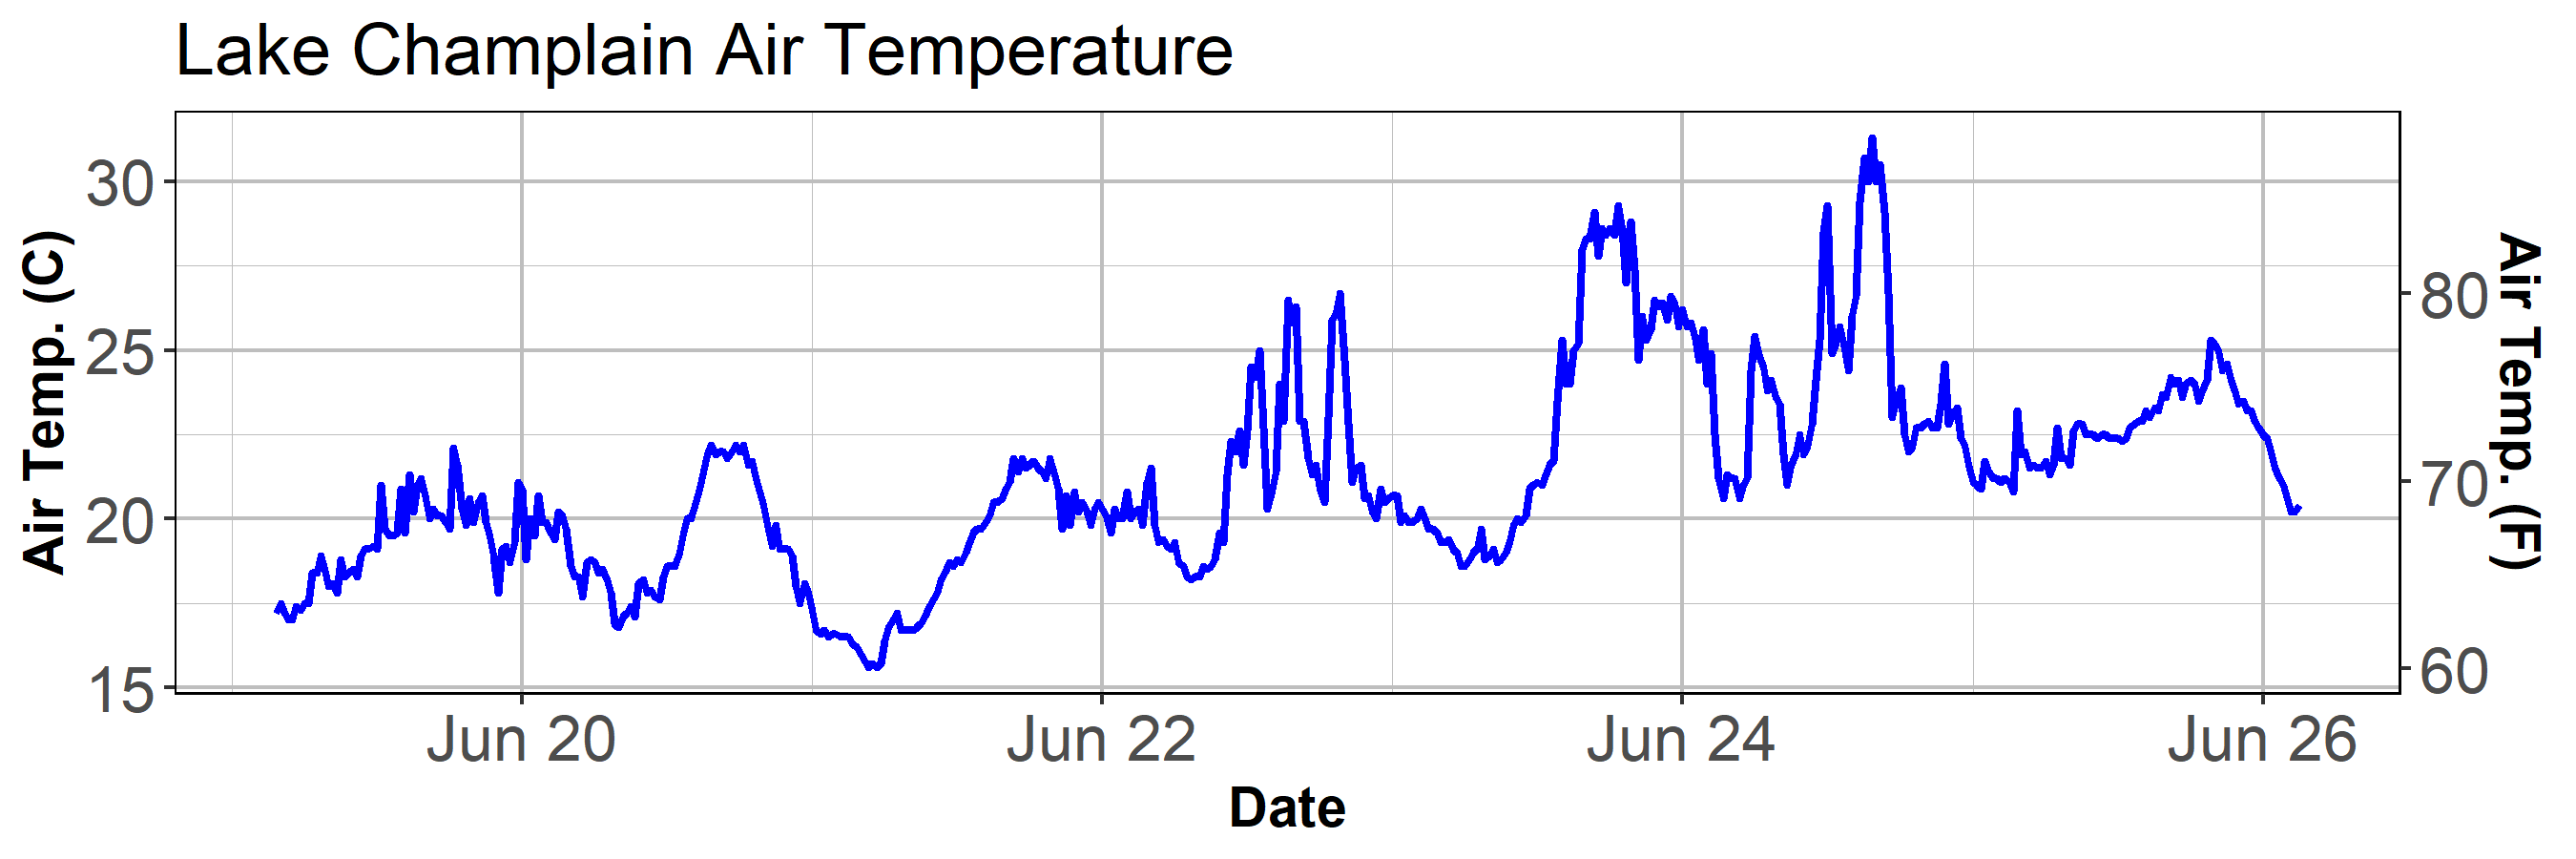 Lake Champlain Air Temperature
Air Temp. (C)
30
25
20
15
80
70
60
Air Temp. (F)
Jun 20 Jun 22 Jun 24 Jun 26
Date